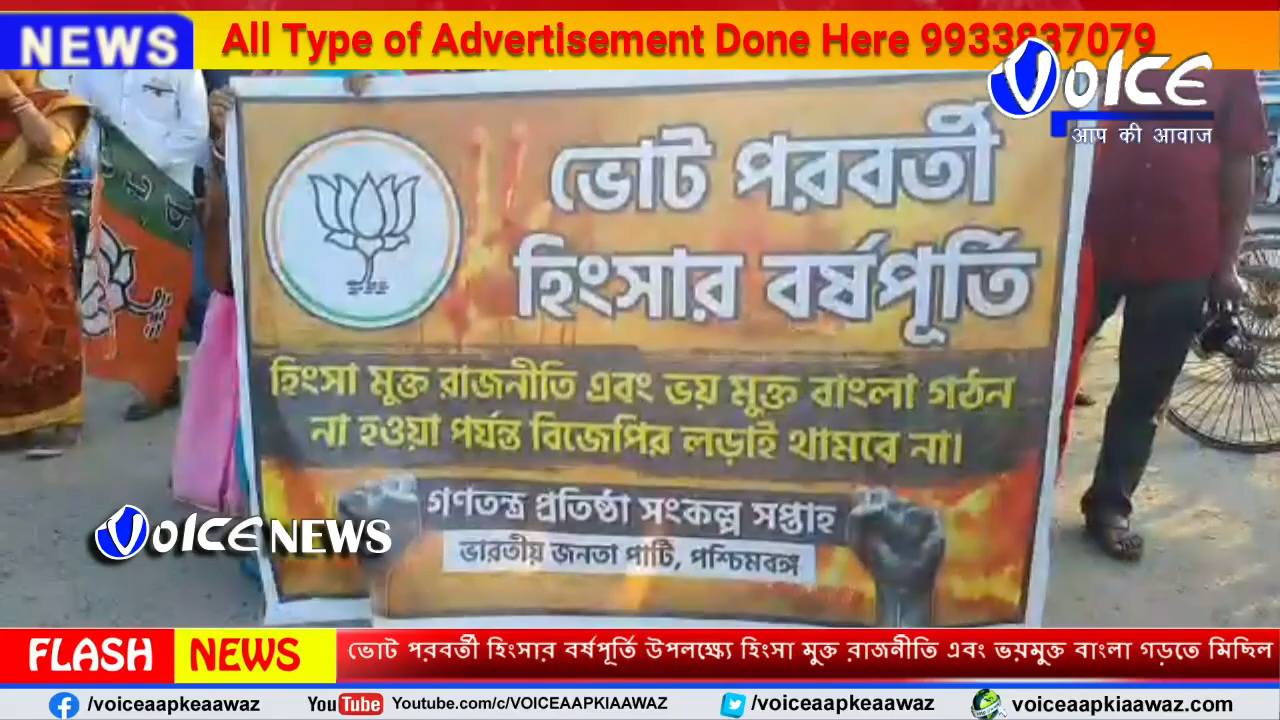 NEWS
All Type of Advertisement Done Here 9933837079
VOICE
आप की आवाज
ভোট পরবর্তী
হিংসার বর্ষপূর্তি
হিংসা মুক্ত রাজনীতি এবং ভয় মুক্ত বাংলা গঠন
না হওয়া পর্যন্ত বিজেপির লড়াই থামবে না।
গণতন্ত্র প্রতিষ্ঠা সংকল্প সপ্তাহ
ভারতীয় জনতা পার্টি, পশ্চিমবঙ্গ
VOICE NEWS
FLASH NEWS ভোট পরবর্তী হিংসার বর্ষপূর্তি উপলক্ষ্যে হিংসা মুক্ত রাজনীতি এবং ভয়মুক্ত বাংলা গড়তে মিছিল
/voiceaapkeaawaz YouTube Youtube.com/c/VOICEAAPKIAAWAZ /voiceaapkeaawaz voiceaapkiaawaz.com